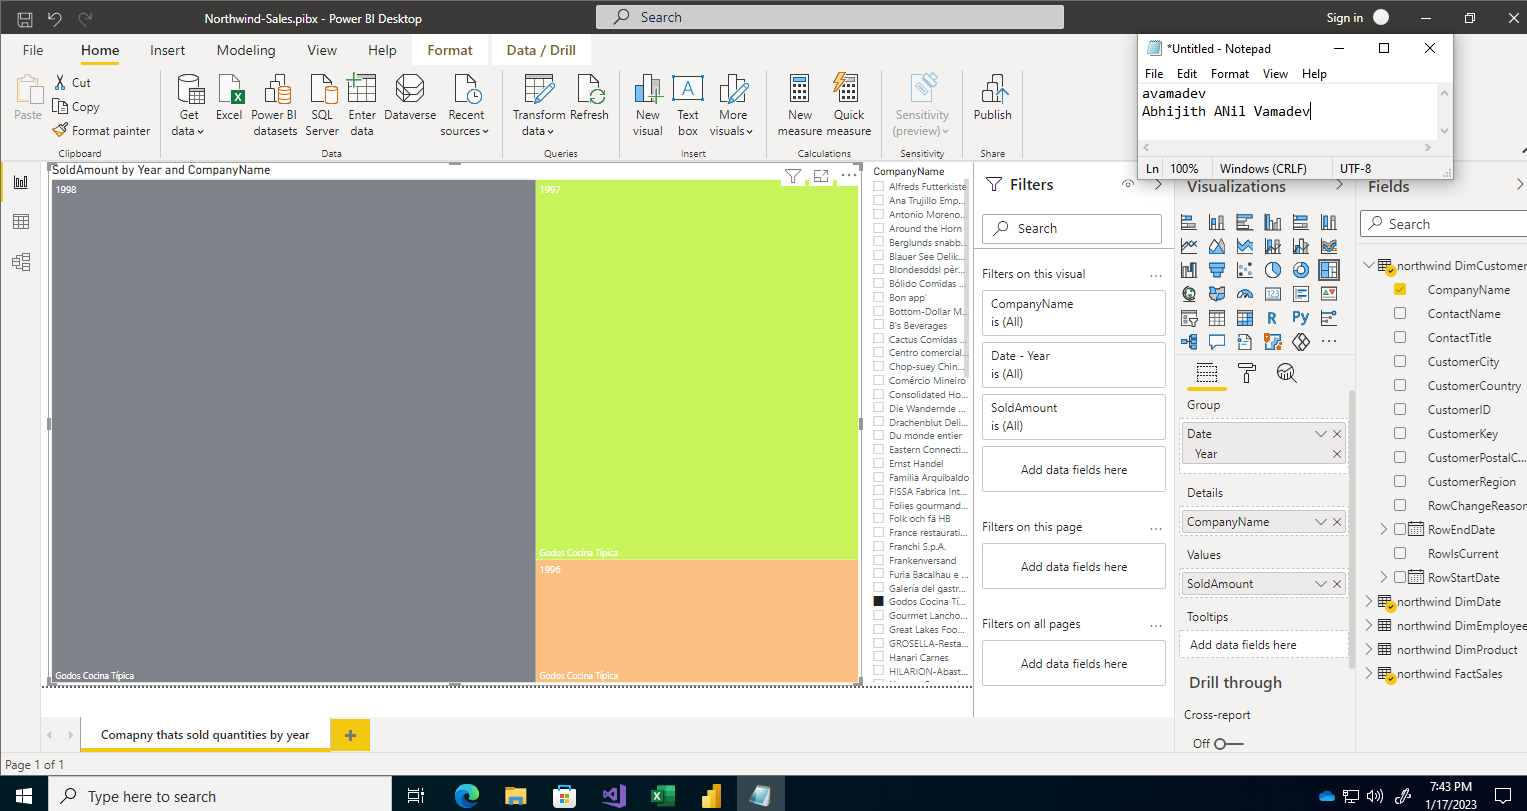 Northwind-Sales.pibx - Power BI Desktop
Search
Sign in
File Home Insert Modeling View Help Format Data / Drill
Paste
Cut
Copy
Format painter
Clipboard
Get data
Excel
Power BI datasets
SQL Server
Enter data
Dataverse
Recent sources
Data
Transform data
Refresh
Queries
New visual
Text box
More visuals
Insert
New measure
Quick measure
Calculations
Sensitivity (preview)
Sensitivity
Publish
Share
*Untitled - Notepad
File Edit Format View Help
avamadev
Abhijith ANil Vamadev
Ln 100% Windows (CRLF) UTF-8
SoldAmount by Year and CompanyName
1998
Godos Cocina Típica
1997
Godos Cocina Típica
1996
Godos Cocina Típica
CompanyName
Alfreds Futterkiste
Ana Trujillo Emp...
Antonio Moreno...
Around the Horn
Berglunds snabb...
Blauer See Delik...
Blondesddsl pèr...
Bólido Comidas ...
Bon app'
Bottom-Dollar M...
B's Beverages
Cactus Comidas ...
Centro comercial...
Chop-suey Chin...
Comércio Mineiro
Consolidated Ho...
Die Wandernde ...
Drachenblut Deli...
Du monde entier
Eastern Connecti...
Ernst Handel
Familia Arquibaldo
FISSA Fabrica Int...
Folies gourmand...
Folk och fä HB
France restaurati...
Franchi S.p.A.
Frankenversand
Furia Bacalhau e ...
Galería del gastr...
Godos Cocina Tí...
Gourmet Lancho...
Great Lakes Foo...
GROSELLA-Resta...
Hanari Carnes
HILARION-Abast...
Filters
Search
Filters on this visual ...
CompanyName
is (All)
Date - Year
is (All)
SoldAmount
is (All)
Add data fields here
Filters on this page ...
Add data fields here
Filters on all pages ...
Add data fields here
Visualizations
R Py
Group
Date
Year
Details
CompanyName
Values
SoldAmount
Tooltips
Add data fields here
Drill through
Cross-report
Off
Fields
Search
northwind DimCustomer
CompanyName
ContactName
ContactTitle
CustomerCity
CustomerCountry
CustomerID
CustomerKey
CustomerPostalC...
CustomerRegion
RowChangeReason
RowEndDate
RowIsCurrent
RowStartDate
northwind DimDate
northwind DimEmployee
northwind DimProduct
northwind FactSales
Comapny thats sold quantities by year
Page 1 of 1
Type here to search
7:43 PM
1/17/2023